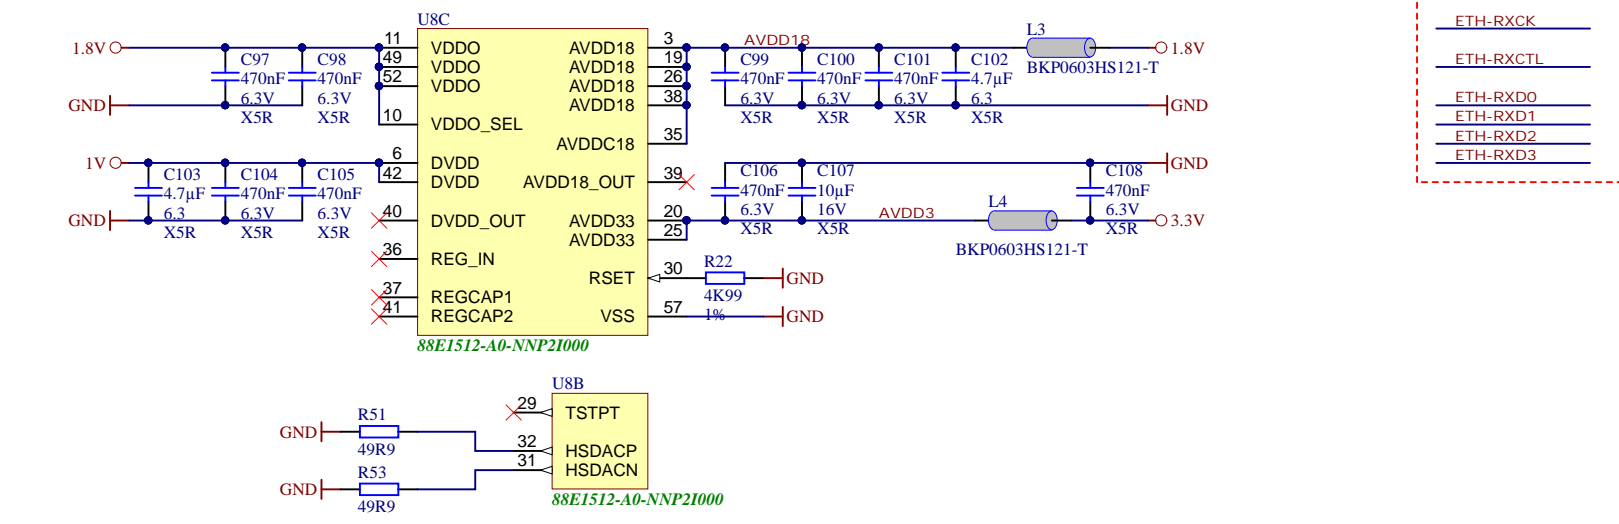 U8C
1.8V
GND
C97
470nF
6.3V
X5R
C98
470nF
6.3V
X5R
11
49
52
10
VDDO
VDDO
VDDO
VDDO_SEL
1V
GND
C103
4.7µF
6.3
X5R
C104
470nF
6.3V
X5R
C105
470nF
6.3V
X5R
6
42
DVDD
DVDD
40
DVDD_OUT
36
REG_IN
37
REGCAP1
41
REGCAP2
AVDD18
AVDD18
AVDD18
AVDD18
AVDDC18
AVDD18_OUT
AVDD33
AVDD33
RSET
VSS
3
19
26
38
35
39
20
25
30
57
88E1512-A0-NNP2I000
AVDD18
C99
470nF
6.3V
X5R
C100
470nF
6.3V
X5R
C101
470nF
6.3V
X5R
C102
4.7µF
6.3
X5R
L3
BKP0603HS121-T
1.8V
GND
C106
470nF
6.3V
X5R
C107
10µF
16V
X5R
AVDD3
L4
BKP0603HS121-T
C108
470nF
6.3V
X5R
GND
3.3V
R22
4K99
1%
GND
GND
ETH-RXCK
ETH-RXCTL
ETH-RXD0
ETH-RXD1
ETH-RXD2
ETH-RXD3
U8B
29
TSTPT
32
HSDACP
31
HSDACN
88E1512-A0-NNP2I000
R51
GND
49R9
R53
GND
49R9